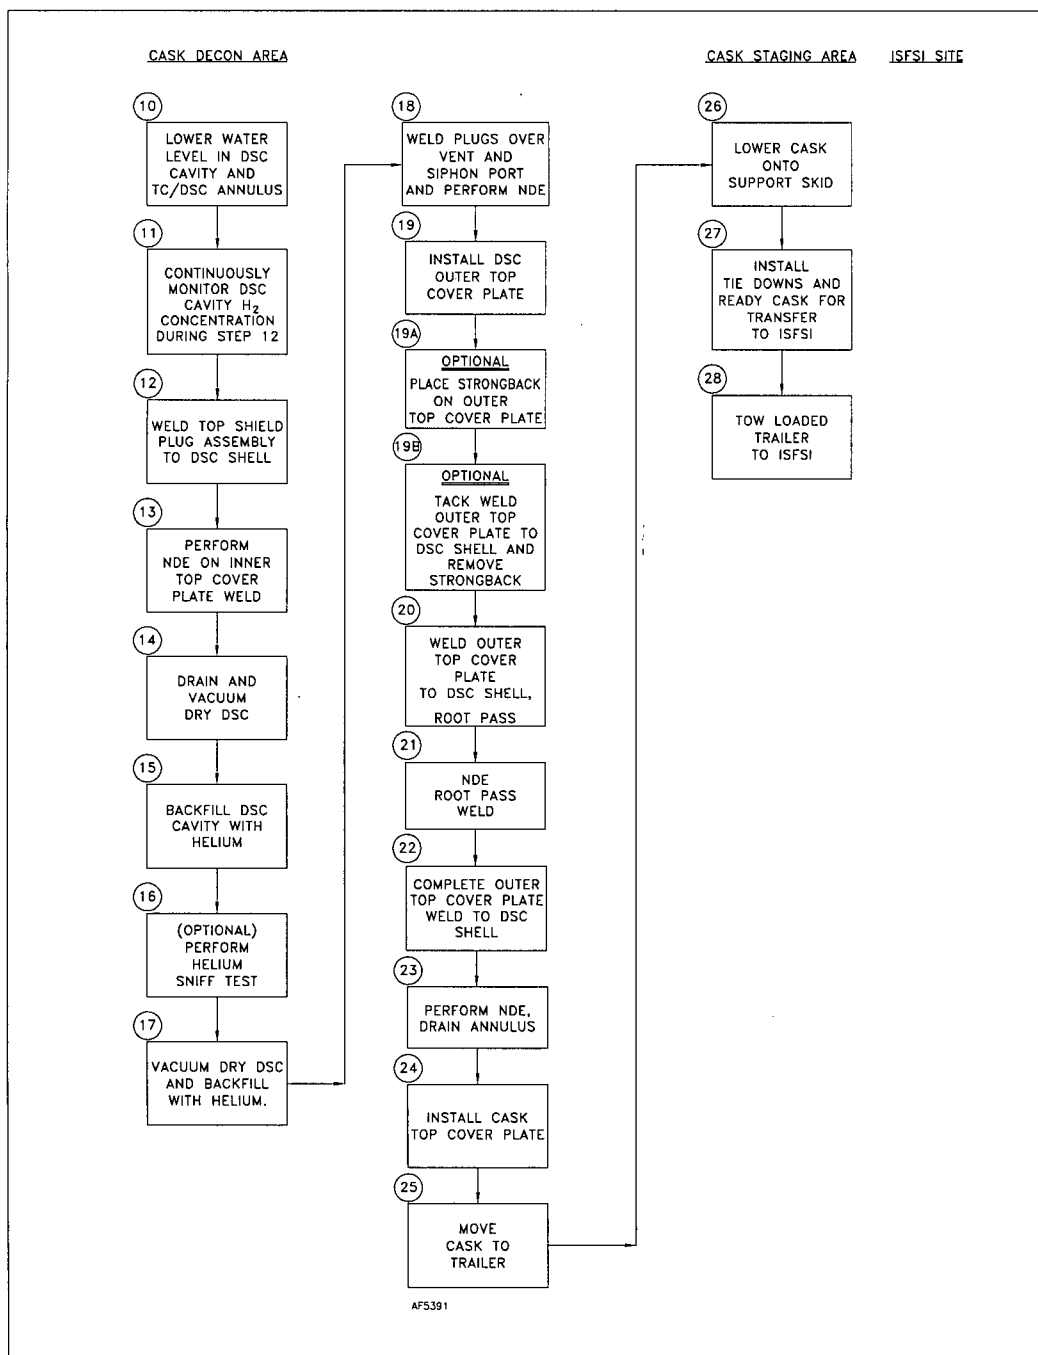 CASK DECON AREA
10
LOWER WATER
LEVEL IN DSC
CAVITY AND
TC/DSC ANNULUS
11
CONTINUOUSLY
MONITOR DSC
CAVITY H2
CONCENTRATION
DURING STEP 12
12
WELD TOP SHIELD
PLUG ASSEMBLY
TO DSC SHELL
13
PERFORM
NDE ON INNER
TOP COVER
PLATE WELD
14
DRAIN AND
VACUUM
DRY DSC
15
BACKFILL DSC
CAVITY WITH
HELIUM
16
(OPTIONAL)
PERFORM
HELIUM
SNIFF TEST
17
VACUUM DRY DSC
AND BACKFILL
WITH HELIUM.
18
WELD PLUGS OVER
VENT AND
SIPHON PORT
AND PERFORM NDE
19
INSTALL DSC
OUTER TOP
COVER PLATE
19A
OPTIONAL
PLACE STRONGBACK
ON OUTER
TOP COVER PLATE
19B
OPTIONAL
TACK WELD
OUTER TOP
COVER PLATE TO
DSC SHELL AND
REMOVE
STRONGBACK
20
WELD OUTER
TOP COVER
PLATE
TO DSC SHELL,
ROOT PASS
21
NDE
ROOT PASS
WELD
22
COMPLETE OUTER
TOP COVER PLATE
WELD TO DSC
SHELL
23
PERFORM NDE,
DRAIN ANNULUS
24
INSTALL CASK
TOP COVER PLATE
25
MOVE
CASK TO
TRAILER
AF5391
CASK STAGING AREA
ISFSI SITE
26
LOWER CASK
ONTO
SUPPORT SKID
27
INSTALL
TIE DOWNS AND
READY CASK FOR
TRANSFER
TO ISFSI
28
TOW LOADED
TRAILER
TO ISFSI